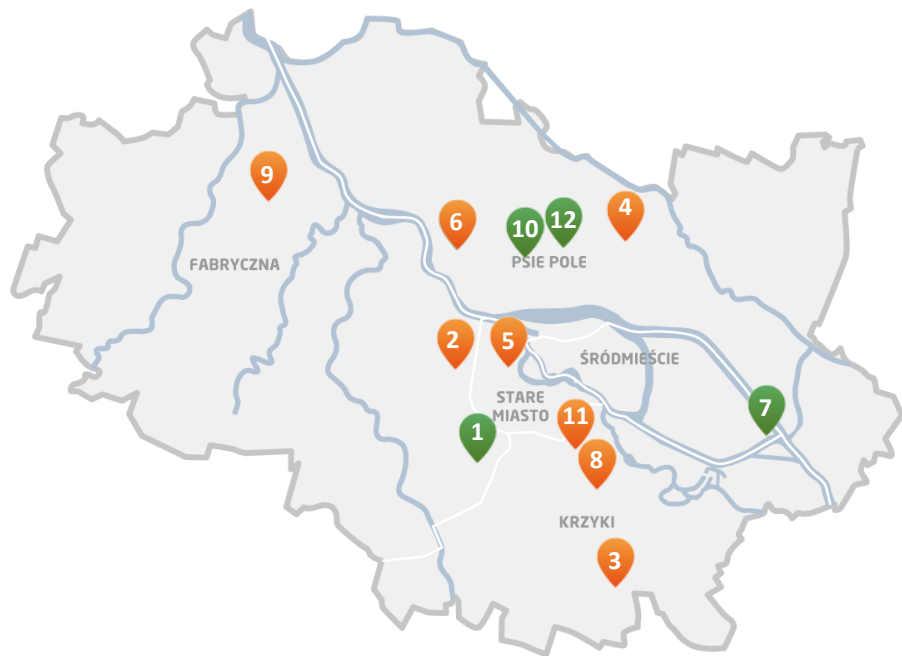 9
4
6
10
12
PSIE POLE
FABRYCZNA
2
5
ŚRÓDMIEŚCIE
STARE
MIASTO
7
11
1
8
KRZYKI
3